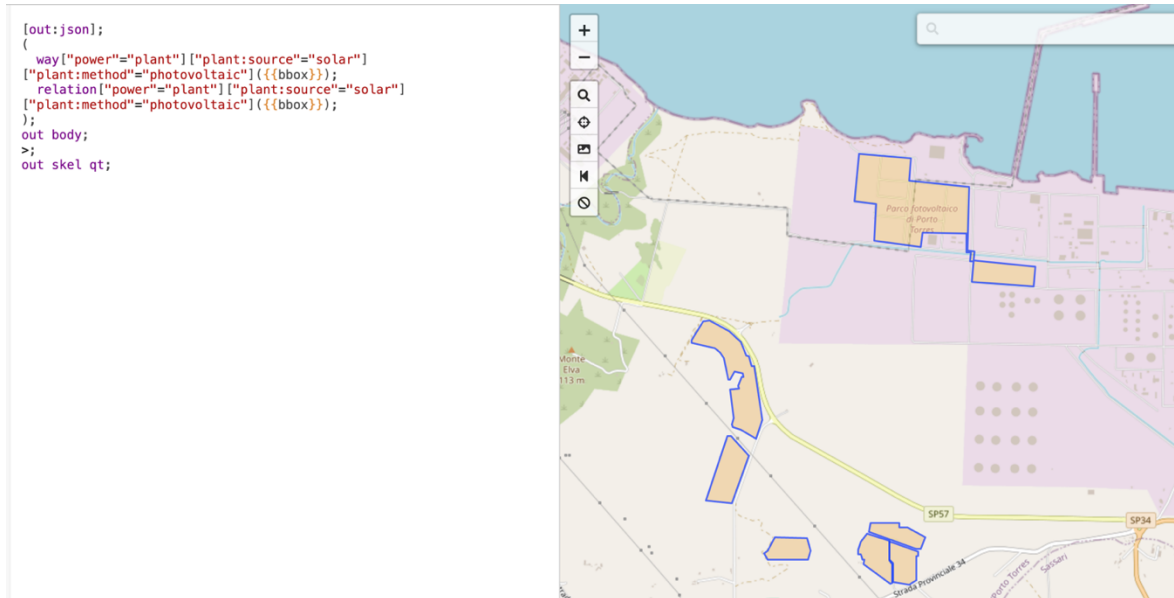 [out:json];
(
  way["power"="plant"]["plant:source"="solar"]
["plant:method"="photovoltaic"]({{bbox}});
  relation["power"="plant"]["plant:source"="solar"]
["plant:method"="photovoltaic"]({{bbox}});
);
out body;
>;
out skel qt;
+
−
Parco fotovoltaico
di Porto
Torres
Monte
Elva
113 m
SP57
SP34
Strada Provinciale 34
Porto Torres
Sassari